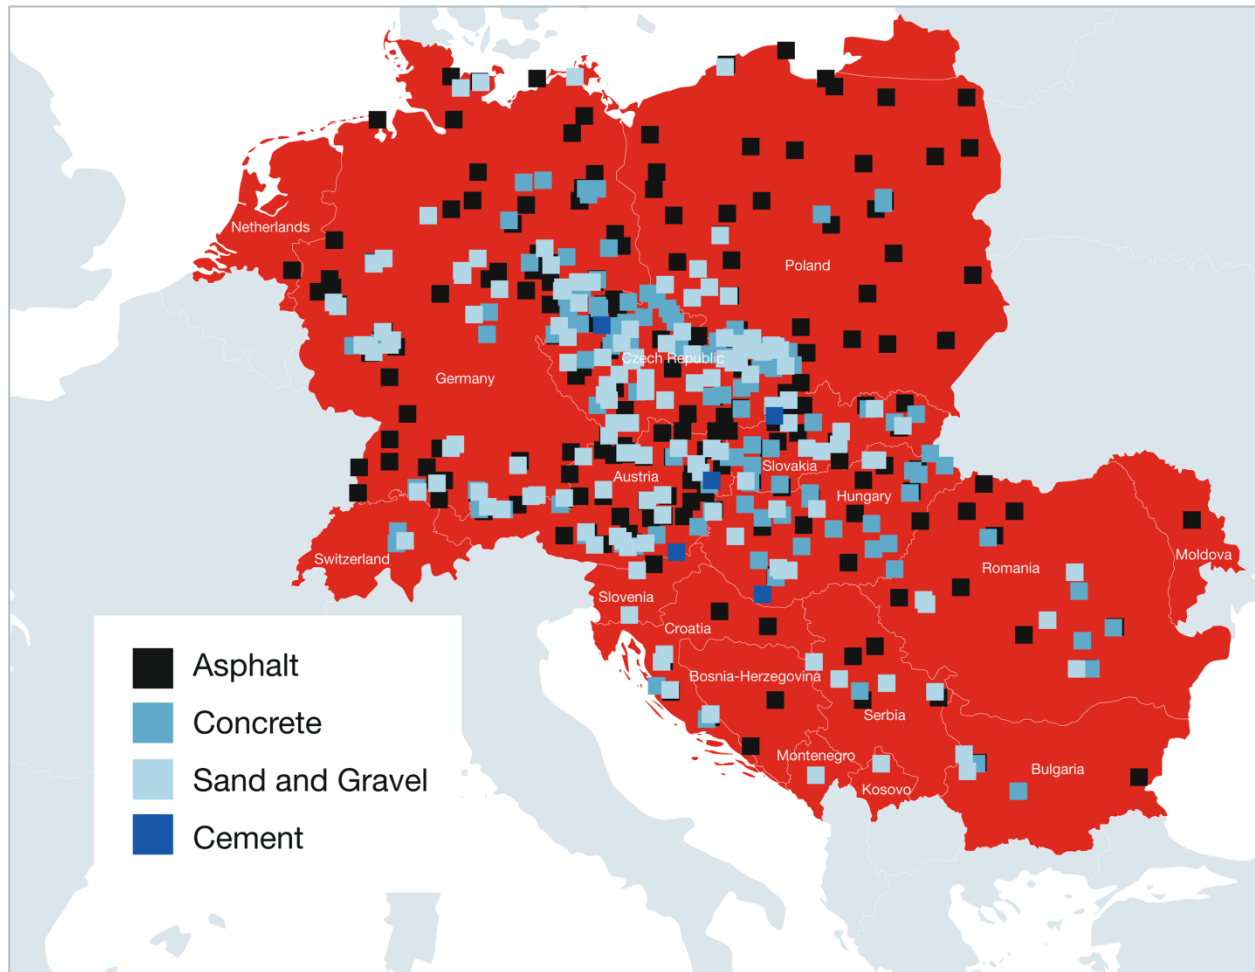 Netherlands
Poland
Czech Republic
Germany
Slovakia
Austria
Hungary
Switzerland
Moldova
Romania
Slovenia
Croatia
Bosnia-Herzegovina
Serbia
Montenegro
Kosovo
Bulgaria
Asphalt
Concrete
Sand and Gravel
Cement